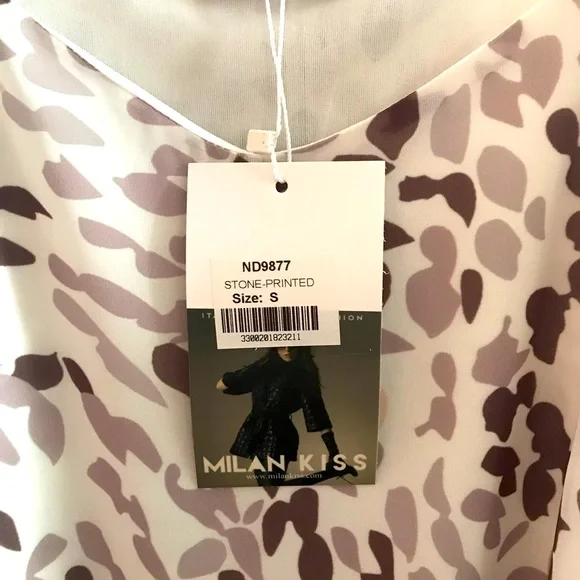 ND9877
STONE-PRINTED
Size: S
3300201823211
MILAN KISS
www.milankiss.com